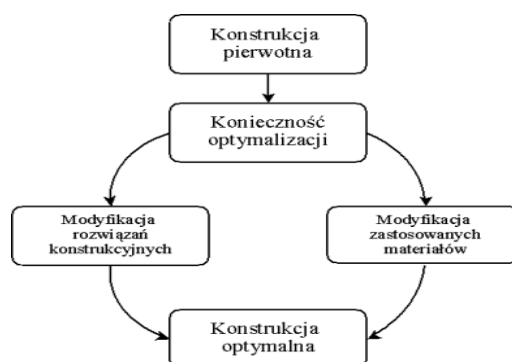 Konstrukcja
pierwotna
Konieczność
optymalizacji
Modyfikacja
rozwiązań
konstrukcyjnych
Modyfikacja
zastosowanych
materiałów
Konstrukcja
optymalna